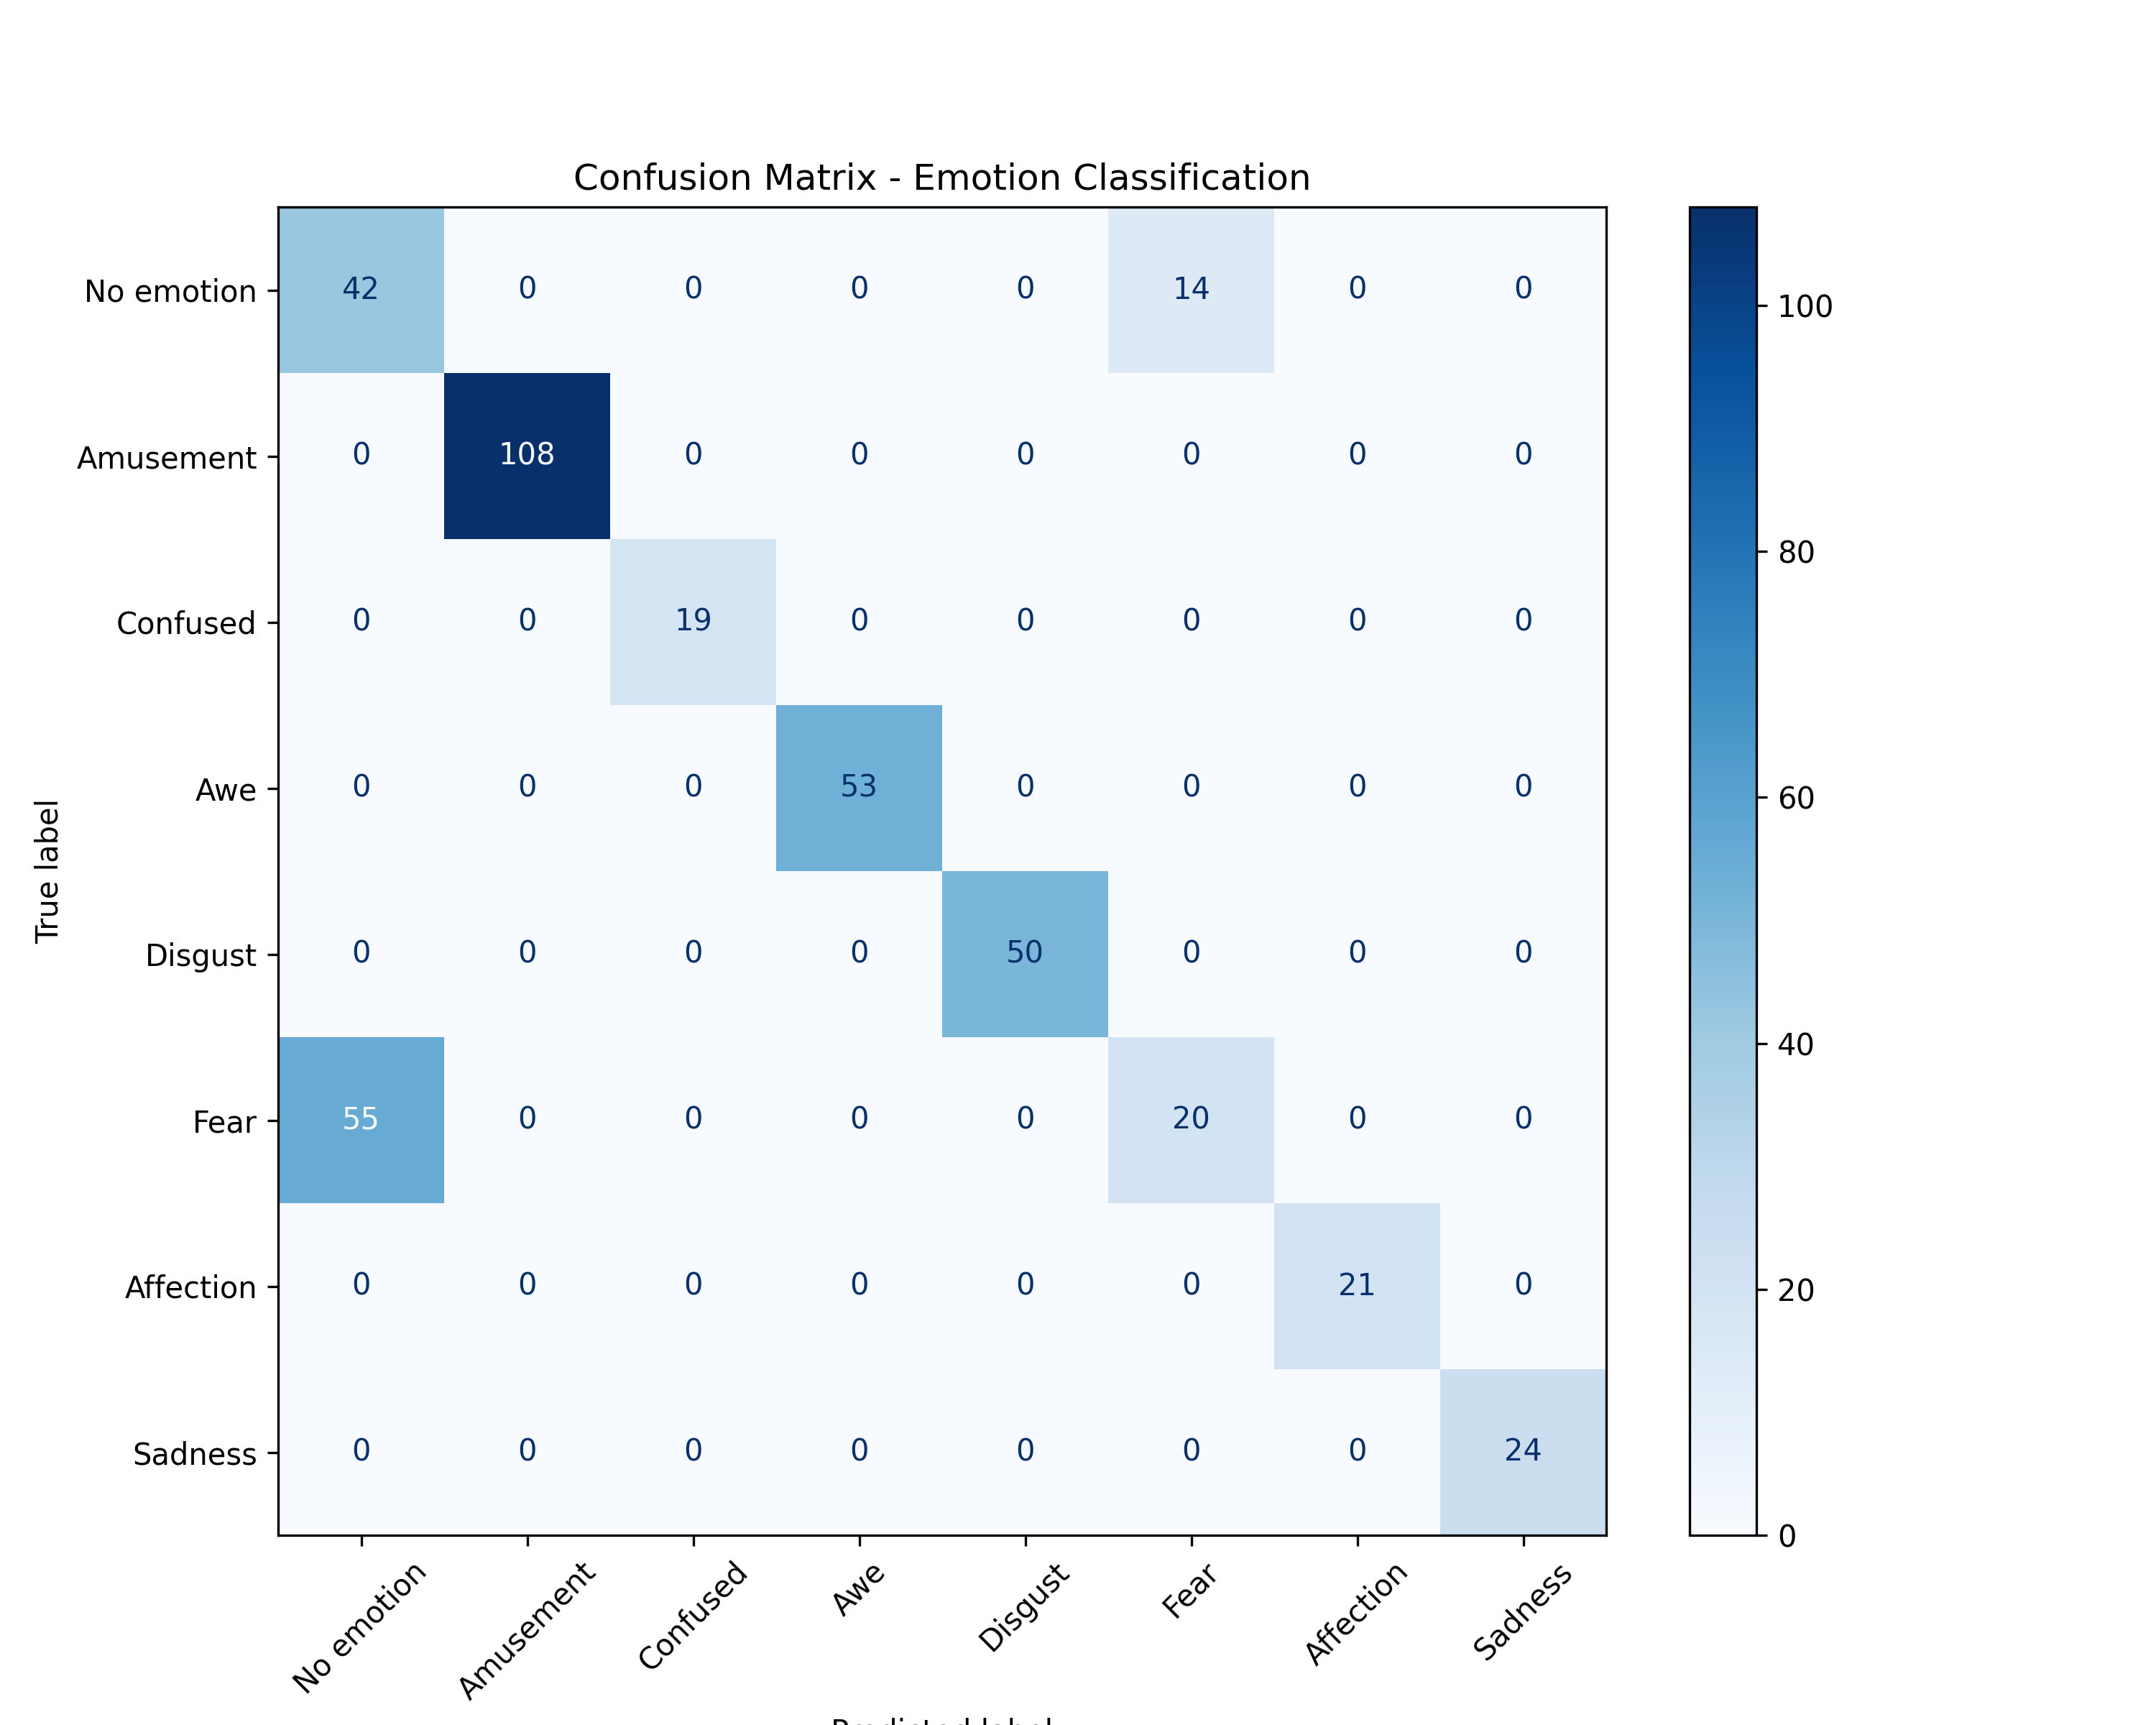 Confusion Matrix - Emotion Classification
No emotion 42 0 0 0 0 14 0 0
Amusement 0 108 0 0 0 0 0 0
Confused 0 0 19 0 0 0 0 0
Awe 0 0 0 53 0 0 0 0
Disgust 0 0 0 0 50 0 0 0
Fear 55 0 0 0 0 20 0 0
Affection 0 0 0 0 0 0 21 0
Sadness 0 0 0 0 0 0 0 24
True label
No emotion Amusement Confused Awe Disgust Fear Affection Sadness
Predicted label
100
80
60
40
20
0